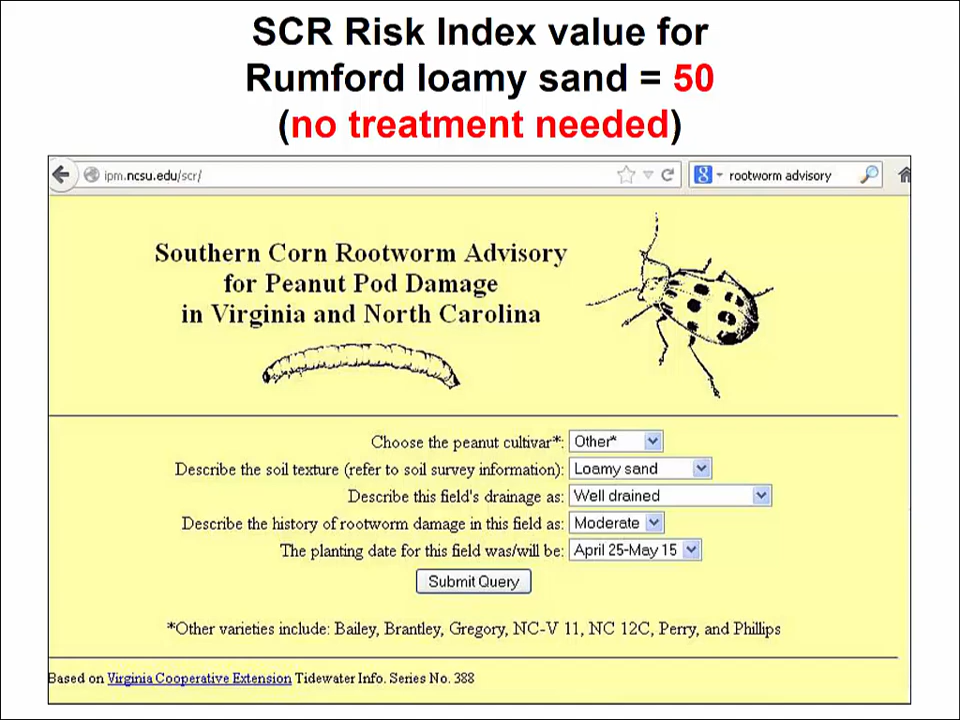 SCR Risk Index value for
Rumford loamy sand = 50
(no treatment needed)
ipm.ncsu.edu/scr/
rootworm advisory
Southern Corn Rootworm Advisory
for Peanut Pod Damage
in Virginia and North Carolina
Choose the peanut cultivar*: Other*
Describe the soil texture (refer to soil survey information): Loamy sand
Describe this field's drainage as: Well drained
Describe the history of rootworm damage in this field as: Moderate
The planting date for this field was/will be: April 25-May 15
Submit Query
*Other varieties include: Bailey, Brantley, Gregory, NC-V 11, NC 12C, Perry, and Phillips
Based on Virginia Cooperative Extension Tidewater Info. Series No. 388